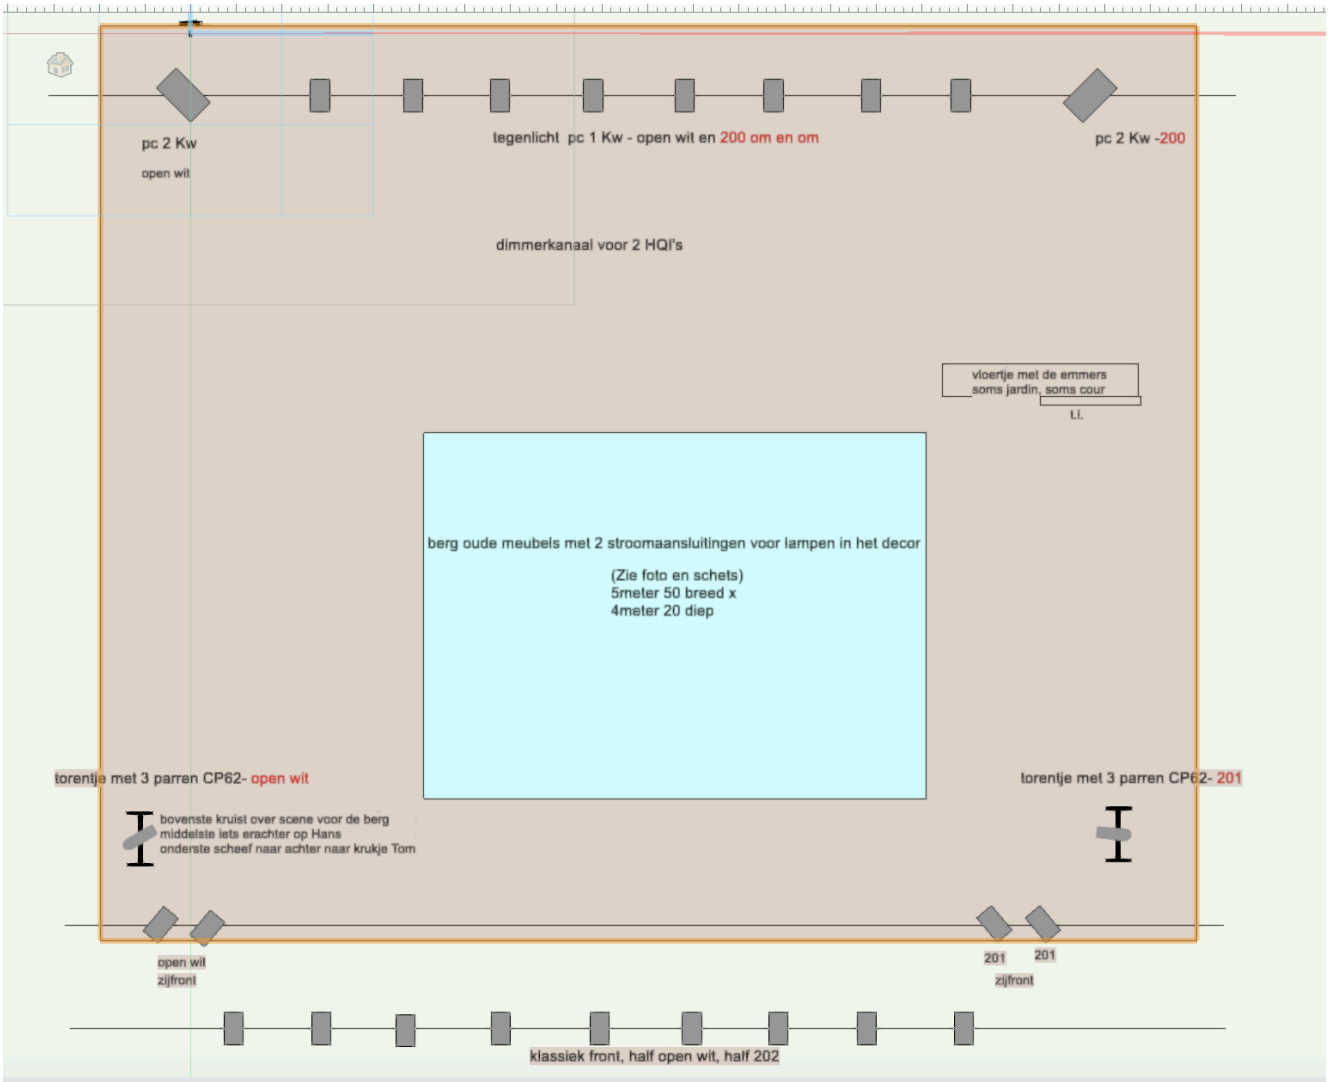 pc 2 Kw
open wit
tegenlicht  pc 1 Kw - open wit en 200 om en om
pc 2 Kw -200
dimmerkanaal voor 2 HQI's
vloertje met de emmers
soms jardin, soms cour
t.l.
berg oude meubels met 2 stroomaansluitingen voor lampen in het decor
(Zie foto en schets)
5meter 50 breed x
4meter 20 diep
torentje met 3 parren CP62- open wit
torentje met 3 parren CP62- 201
bovenste kruist over scene voor de berg
middelste iets erachter op Hans
onderste scheef naar achter naar krukje Tom
open wit
zijfront
201
201
zijfront
klassiek front, half open wit, half 202